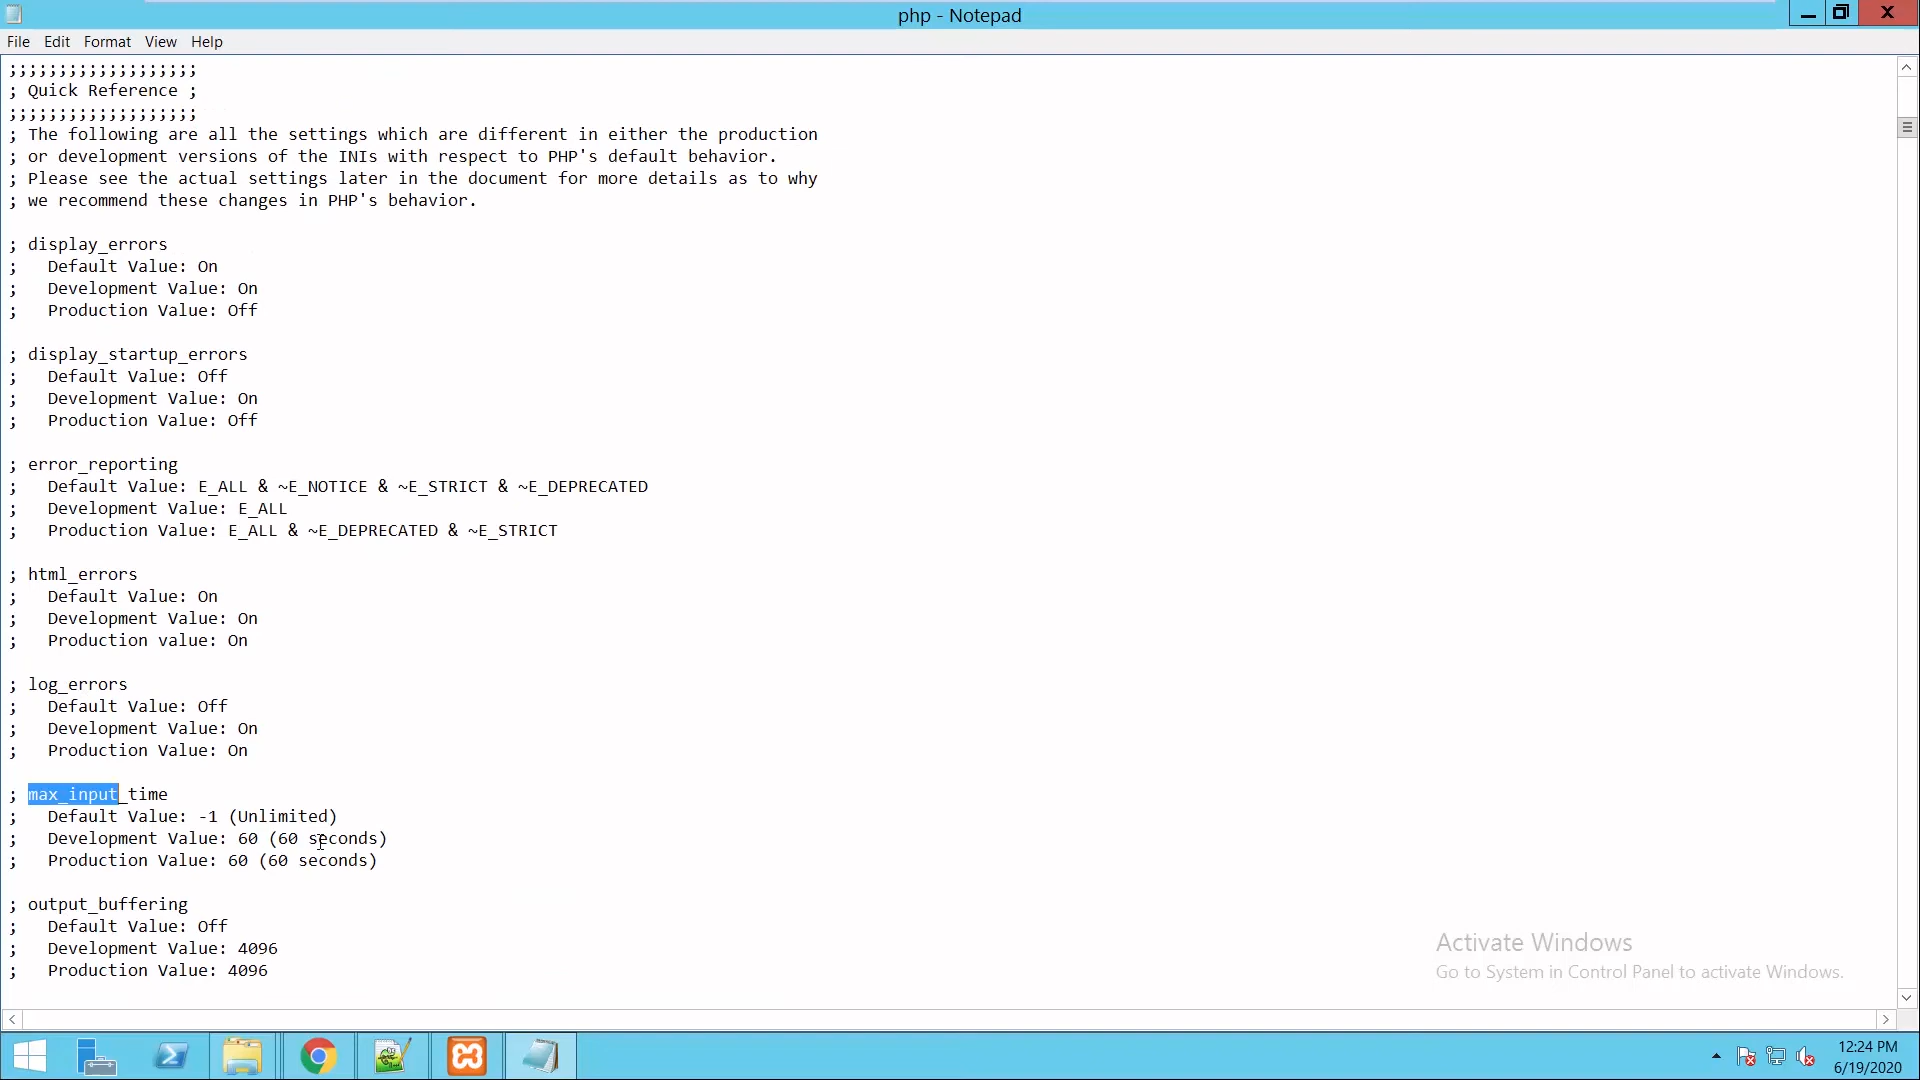 php - Notepad
File Edit Format View Help
;;;;;;;;;;;;;;;;;;;
; Quick Reference ;
;;;;;;;;;;;;;;;;;;;
; The following are all the settings which are different in either the production
; or development versions of the INIs with respect to PHP's default behavior.
; Please see the actual settings later in the document for more details as to why
; we recommend these changes in PHP's behavior.
; display_errors
;   Default Value: On
;   Development Value: On
;   Production Value: Off
; display_startup_errors
;   Default Value: Off
;   Development Value: On
;   Production Value: Off
; error_reporting
;   Default Value: E_ALL & ~E_NOTICE & ~E_STRICT & ~E_DEPRECATED
;   Development Value: E_ALL
;   Production Value: E_ALL & ~E_DEPRECATED & ~E_STRICT
; html_errors
;   Default Value: On
;   Development Value: On
;   Production value: On
; log_errors
;   Default Value: Off
;   Development Value: On
;   Production Value: On
; max_input_time
;   Default Value: -1 (Unlimited)
;   Development Value: 60 (60 seconds)
;   Production Value: 60 (60 seconds)
; output_buffering
;   Default Value: Off
;   Development Value: 4096
;   Production Value: 4096
Activate Windows
Go to System in Control Panel to activate Windows.
12:24 PM
6/19/2020